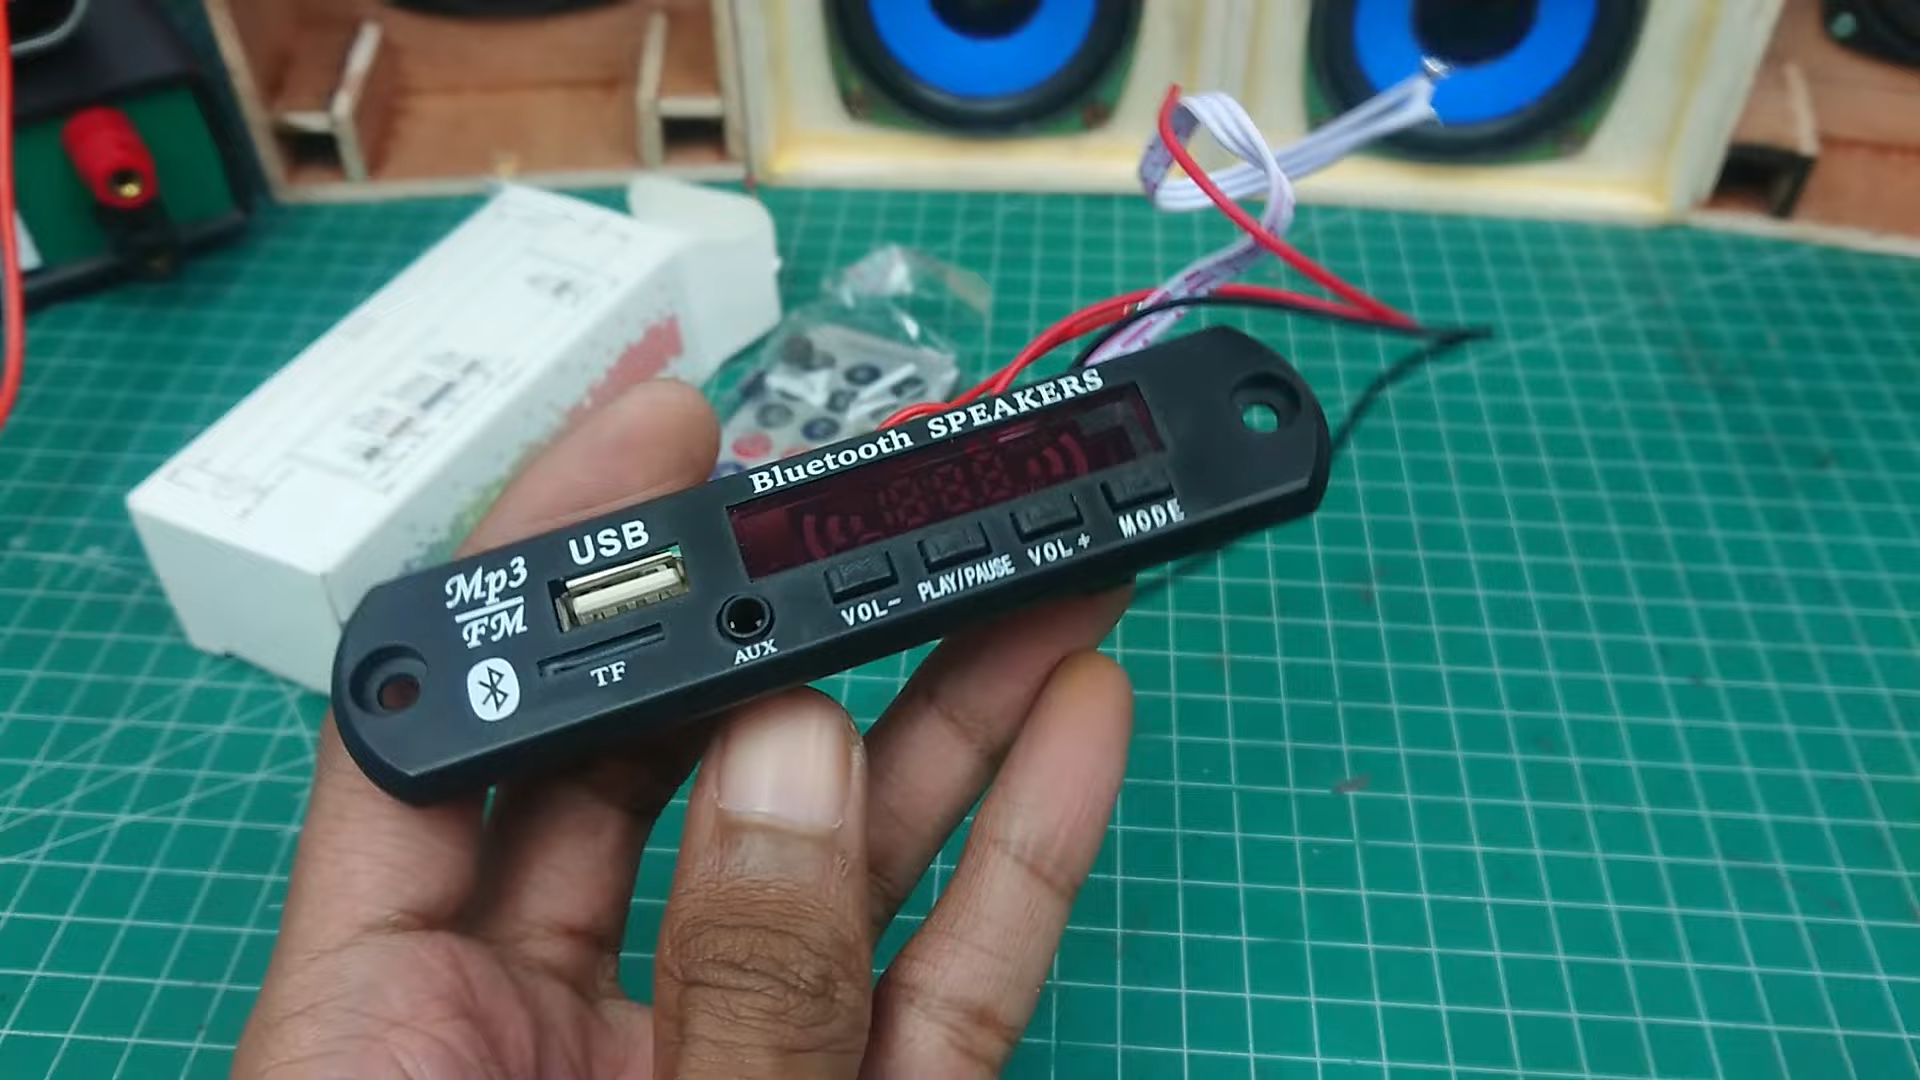 Bluetooth SPEAKERS
USB
Mp3
FM
TF
AUX
VOL-
PLAY/PAUSE
VOL+
MODE